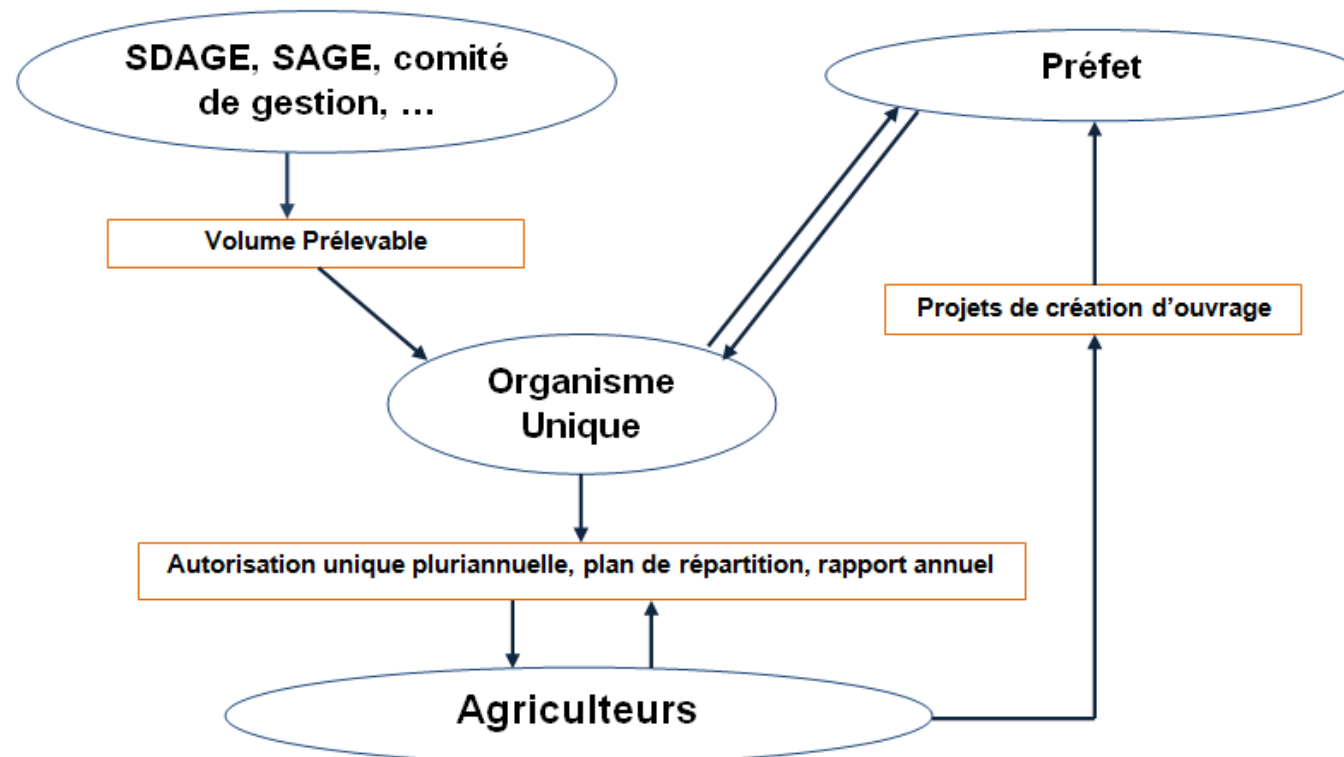 SDAGE, SAGE, comité
de gestion, ...
Préfet
Volume Prélevable
Projets de création d'ouvrage
Organisme
Unique
Autorisation unique pluriannuelle, plan de répartition, rapport annuel
Agriculteurs